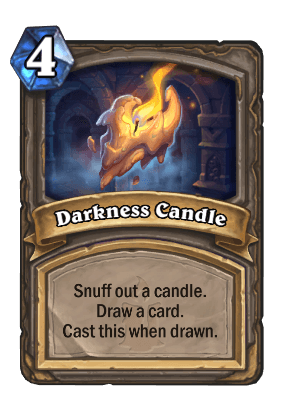 4
Darkness Candle
Snuff out a candle.
Draw a card.
Cast this when drawn.